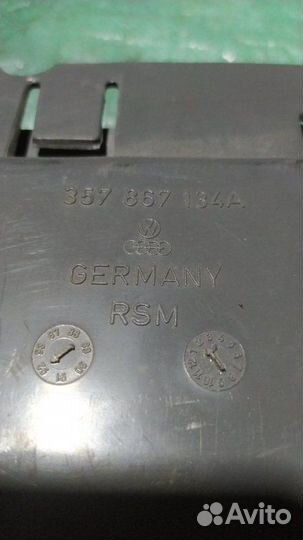 357 867 134A
GERMANY
RSM
Avito